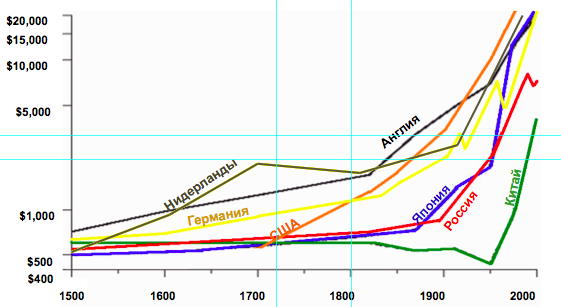 $20,000
$15,000
$10,000
$5,000
$1,000
$500
$400
Нидерланды
Германия
США
Англия
Япония
Россия
Китай
1500
1600
1700
1800
1900
2000